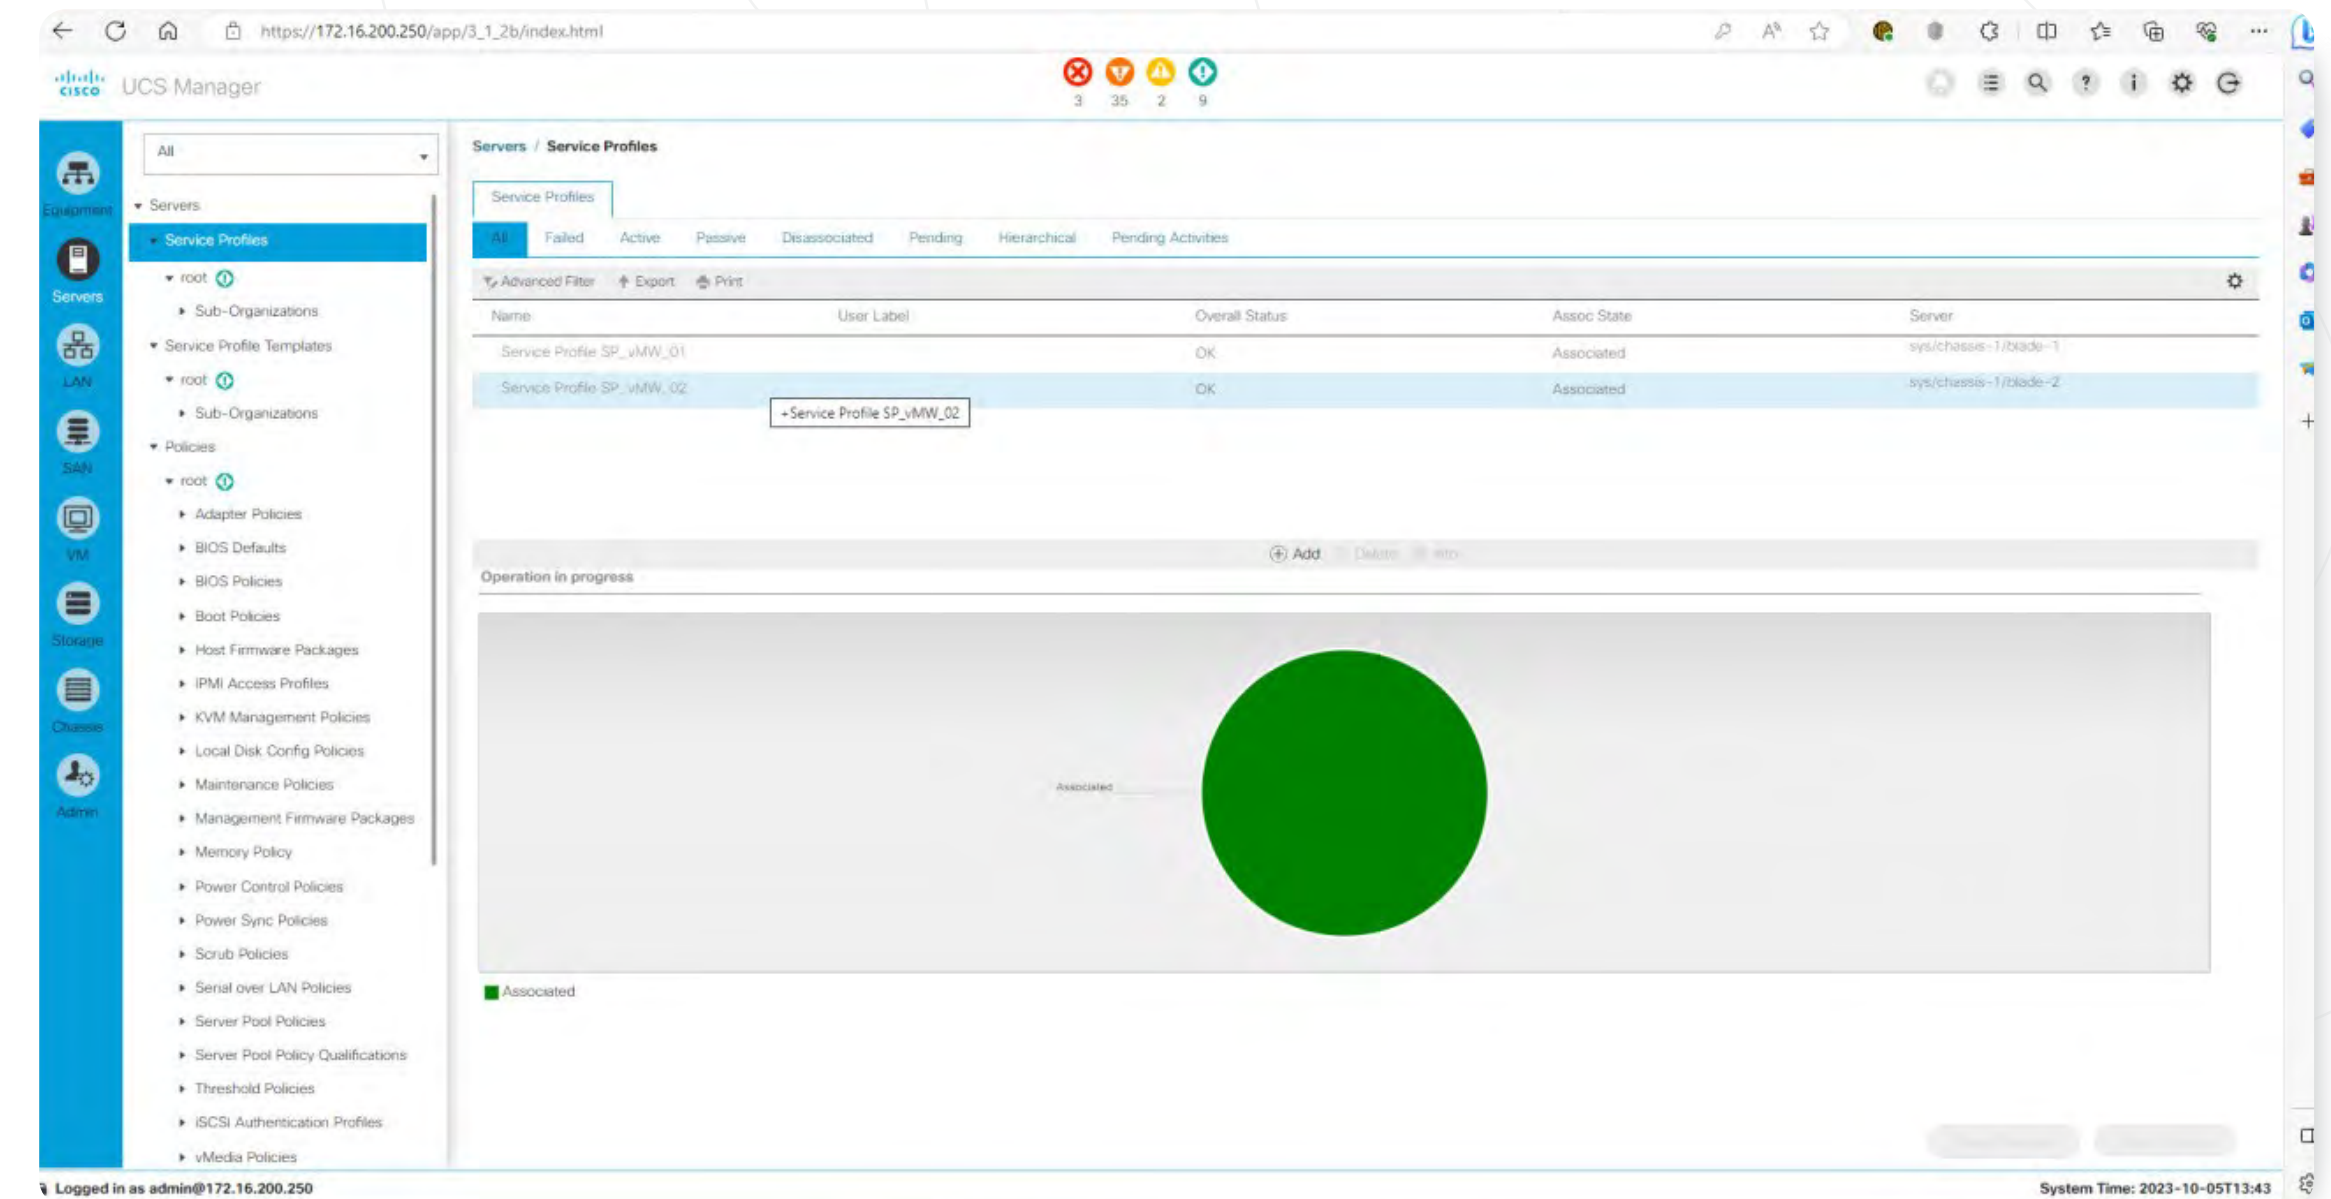 https://172.16.200.250/app/3_1_2b/index.html
cisco UCS Manager
3 35 2 9
All
Equipment
Servers
LAN
SAN
VM
Storage
Chassis
Admin
Servers
Service Profiles
root
Sub-Organizations
Service Profile Templates
root
Sub-Organizations
Policies
root
Adapter Policies
BIOS Defaults
BIOS Policies
Boot Policies
Host Firmware Packages
IPMI Access Profiles
KVM Management Policies
Local Disk Config Policies
Maintenance Policies
Management Firmware Packages
Memory Policy
Power Control Policies
Power Sync Policies
Scrub Policies
Serial over LAN Policies
Server Pool Policies
Server Pool Policy Qualifications
Threshold Policies
iSCSI Authentication Profiles
vMedia Policies
Servers / Service Profiles
Service Profiles
All Failed Active Passive Disassociated Pending Hierarchical Pending Activities
Advanced Filter Export Print
Name User Label Overall Status Assoc State Server
Service Profile SP_vMW_01 OK Associated sys/chassis-1/blade-1
Service Profile SP_vMW_02 OK Associated sys/chassis-1/blade-2
+Service Profile SP_vMW_02
Add Delete Info
Operation in progress
Associated
Associated
Logged in as admin@172.16.200.250
System Time: 2023-10-05T13:43